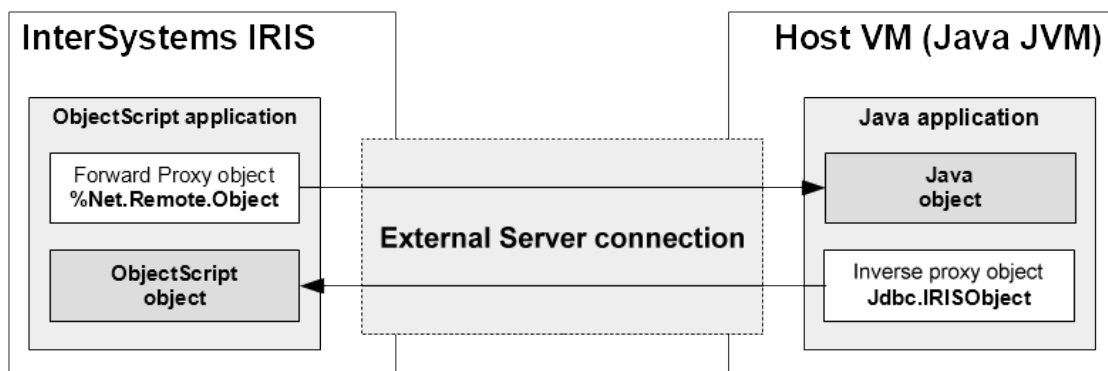 InterSystems IRIS
ObjectScript application
Forward Proxy object
%Net.Remote.Object
ObjectScript
object
External Server connection
Host VM (Java JVM)
Java application
Java
object
Inverse proxy object
Jdbc.IRISObject